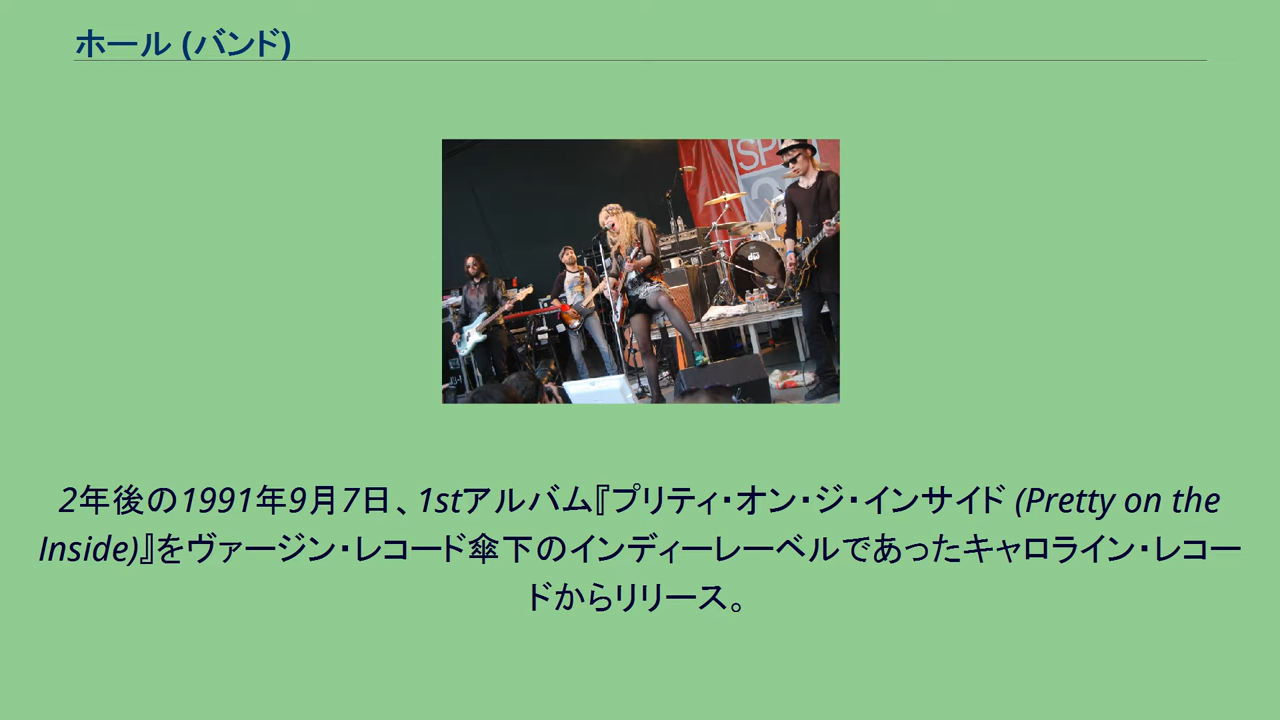 ホール (バンド)
SP
2年後の1991年9月7日、1stアルバム『プリティ・オン・ジ・インサイド (Pretty on the
Inside)』をヴァージン・レコード傘下のインディーレーベルであったキャロライン・レコー
ドからリリース。